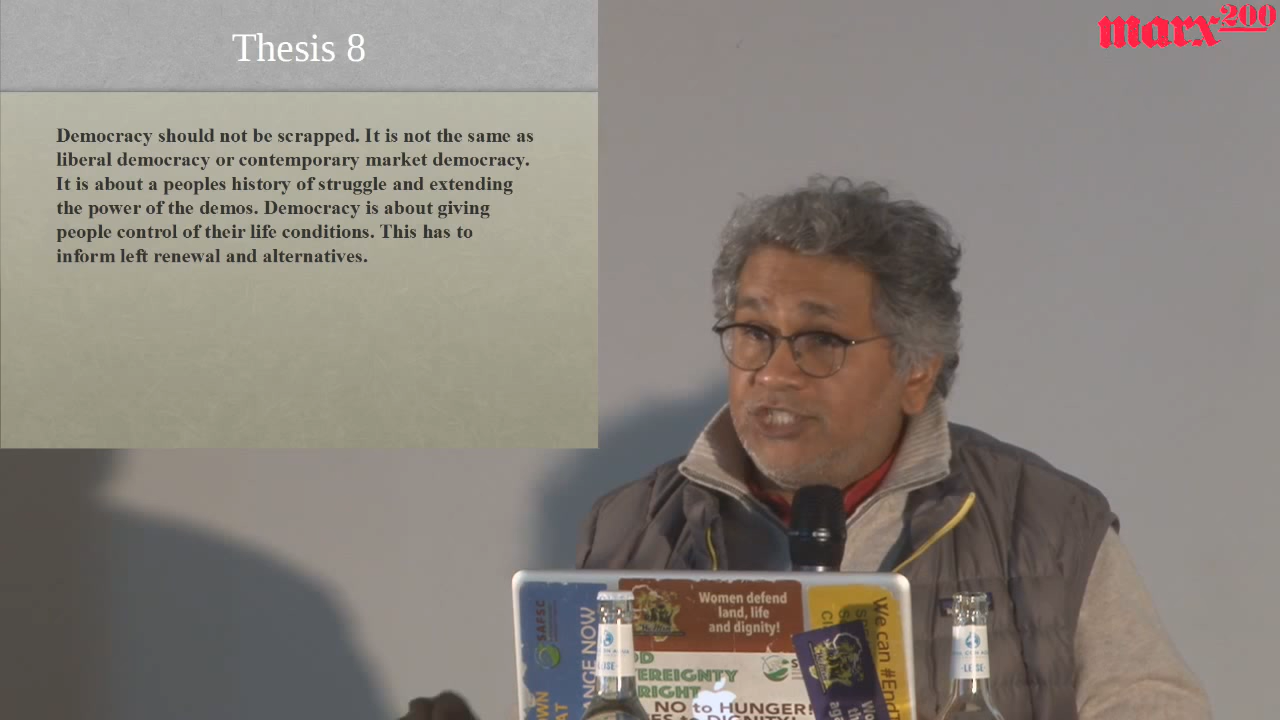 Thesis 8
marx200
Democracy should not be scrapped. It is not the same as
liberal democracy or contemporary market democracy.
It is about a peoples history of struggle and extending
the power of the demos. Democracy is about giving
people control of their life conditions. This has to
inform left renewal and alternatives.
SAFSC
Women defend
land, life
and dignity!
We can #End
NO to HUNGER!
to DIGNITY!